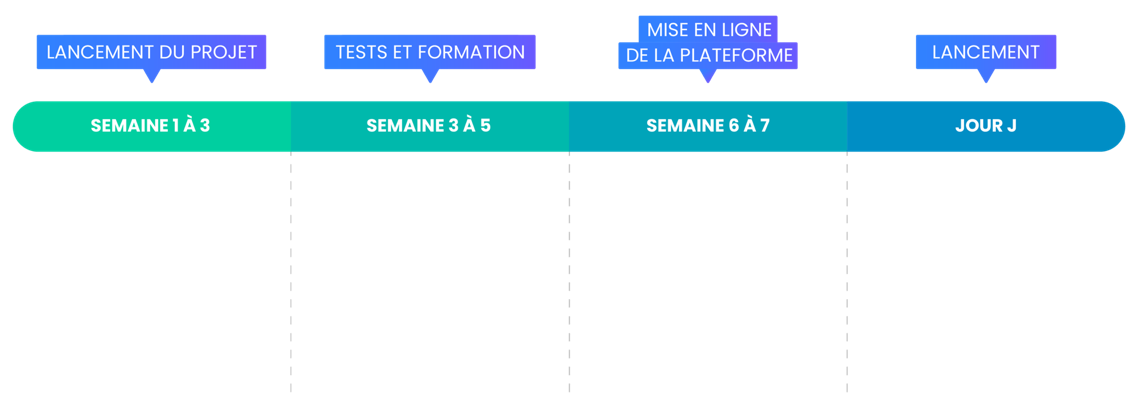 LANCEMENT DU PROJET
TESTS ET FORMATION
MISE EN LIGNE
DE LA PLATEFORME
LANCEMENT
SEMAINE 1 À 3
SEMAINE 3 À 5
SEMAINE 6 À 7
JOUR J